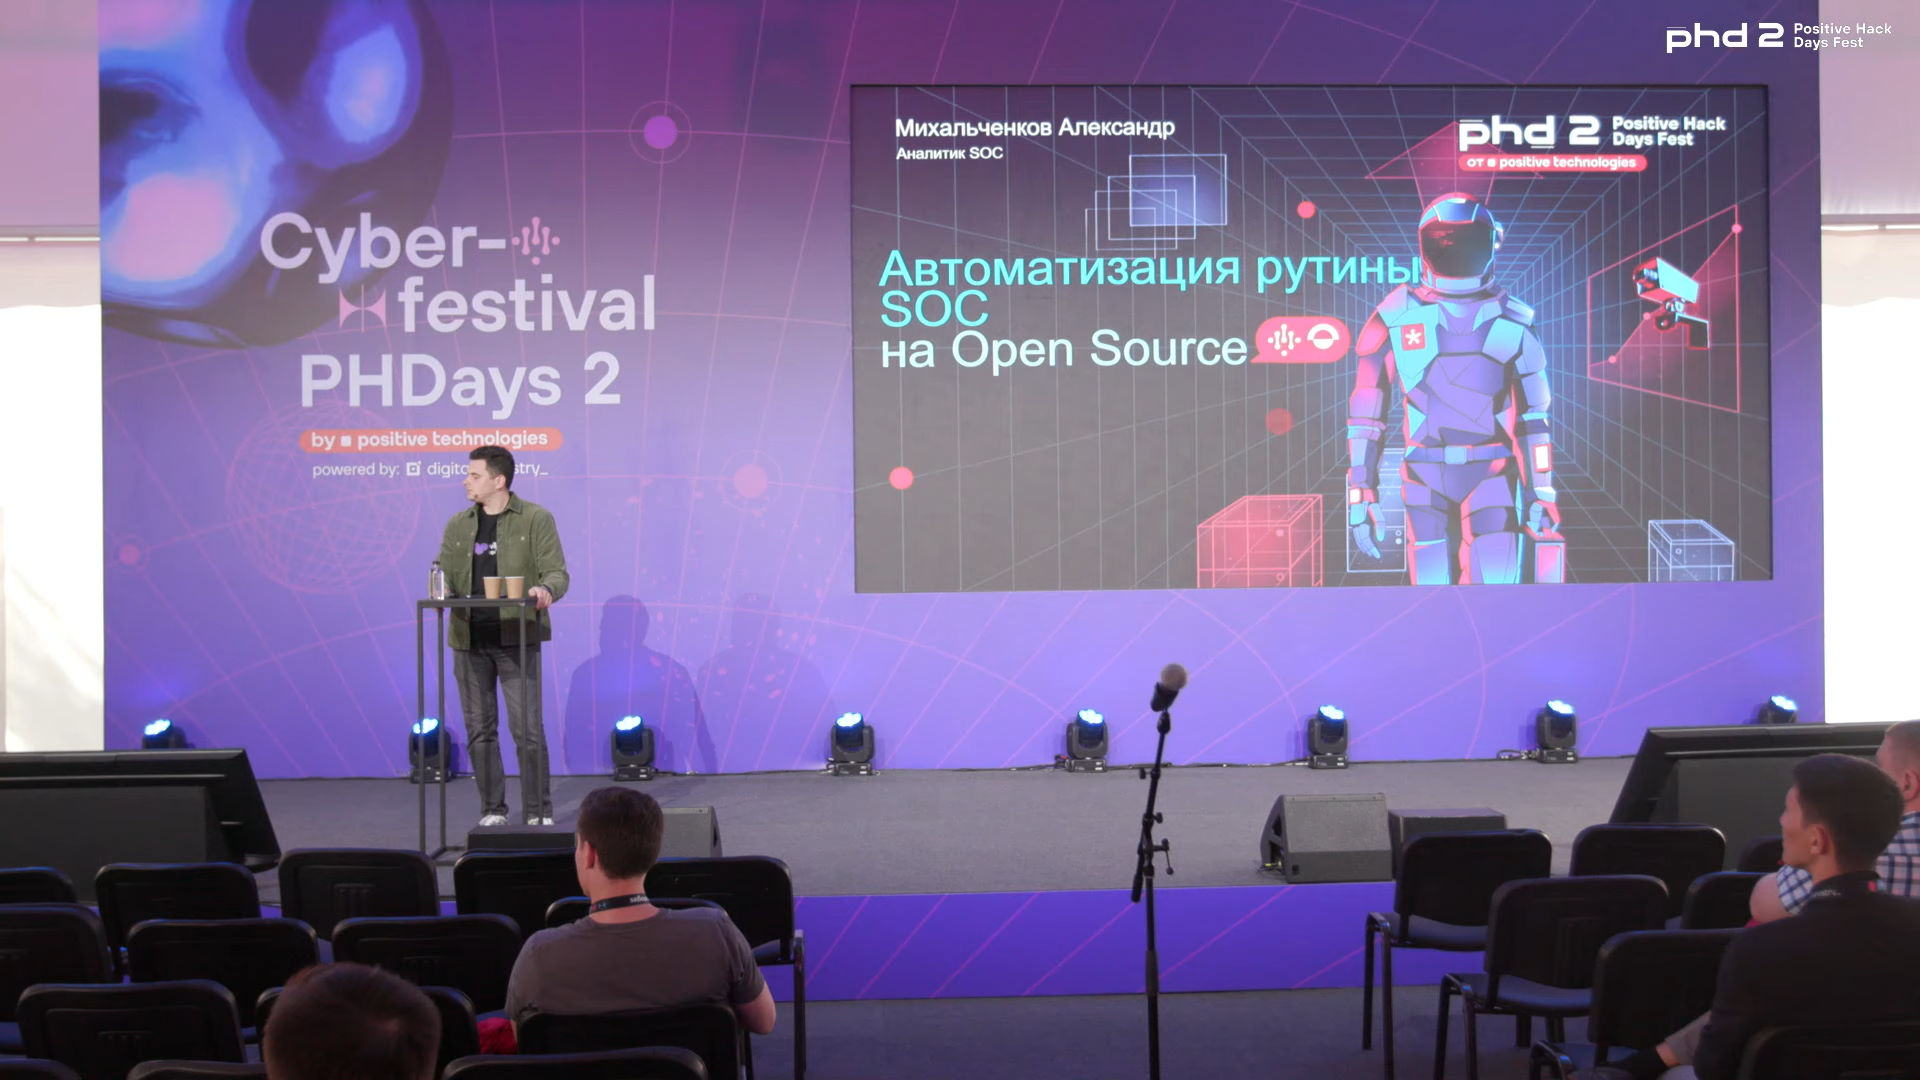 phd 2 Positive Hack
Days Fest
Михальченков Александр
Аналитик SOC
phd 2 Positive Hack
Days Fest
от positive technologies
Автоматизация рутины
SOC
на Open Source
Cyber-
festival
PHDays 2
by positive technologies
powered by: